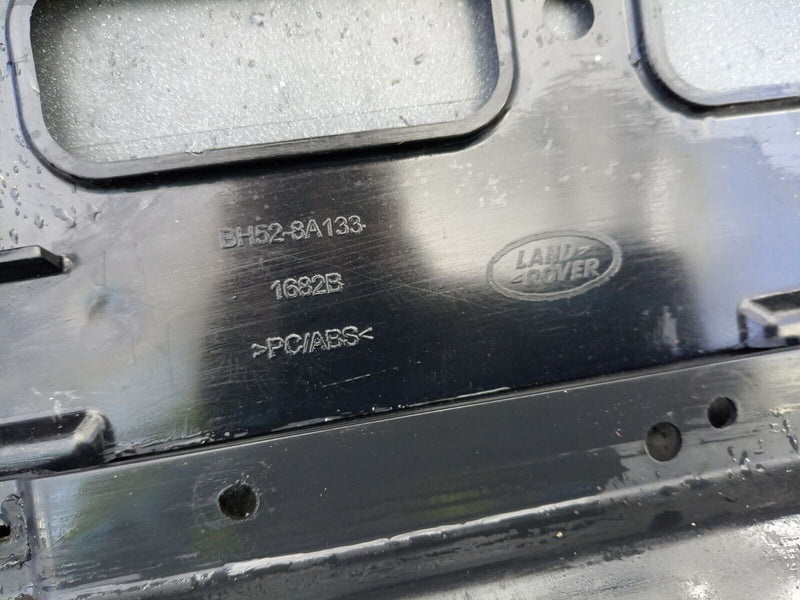 BH52-8A133-
1682B
>PC/ABS<
LAND-
-ROVER